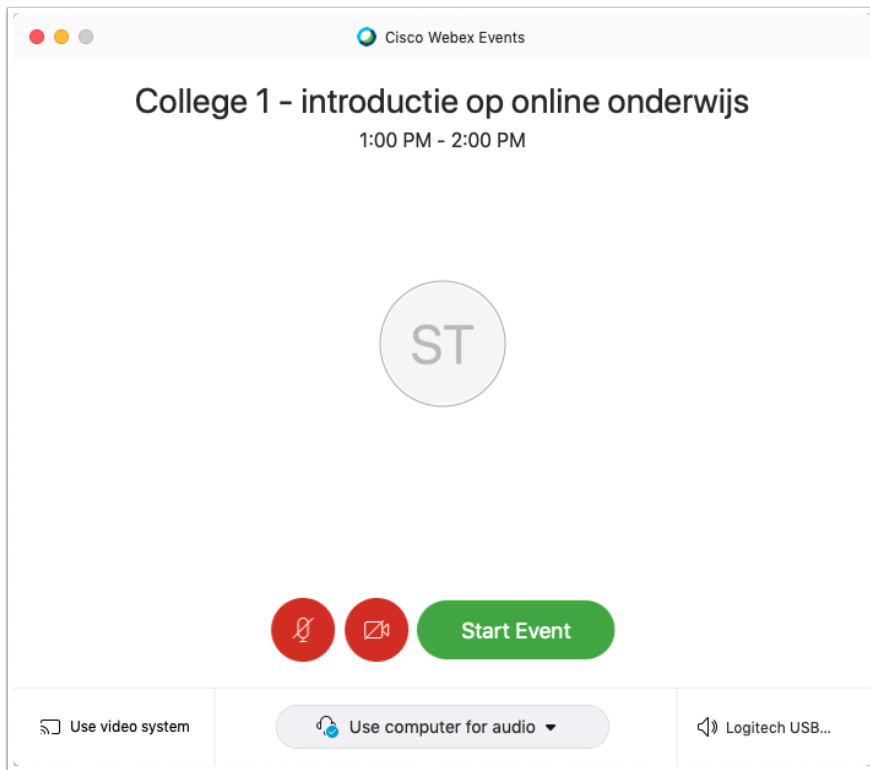 Cisco Webex Events
College 1 - introductie op online onderwijs
1:00 PM - 2:00 PM
ST
Start Event
Use video system
Use computer for audio
Logitech USB...